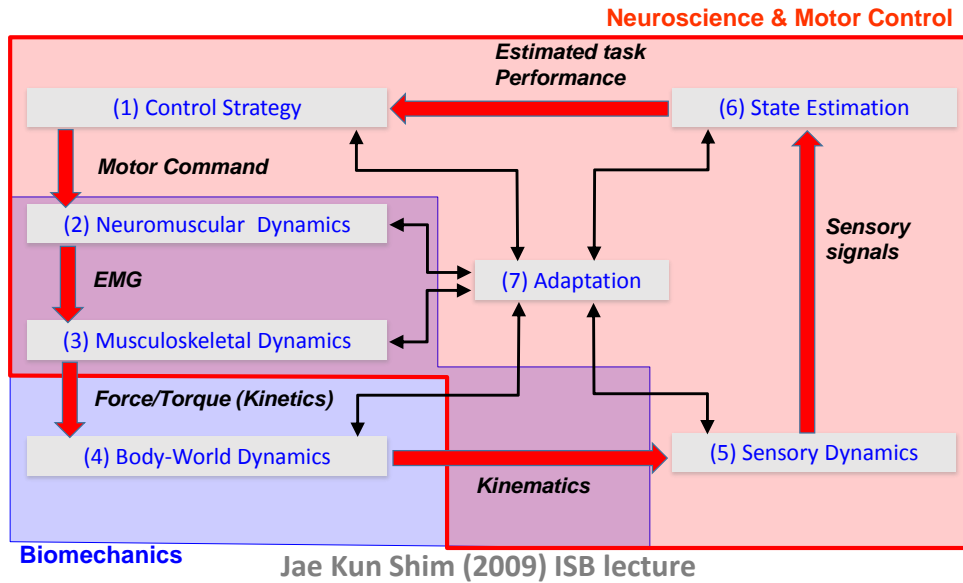 Neuroscience & Motor Control
Estimated task
Performance
(1) Control Strategy
(6) State Estimation
Motor Command
(2) Neuromuscular Dynamics
Sensory
signals
EMG
(7) Adaptation
(3) Musculoskeletal Dynamics
Force/Torque (Kinetics)
(4) Body-World Dynamics
(5) Sensory Dynamics
Kinematics
Biomechanics
Jae Kun Shim (2009) ISB lecture